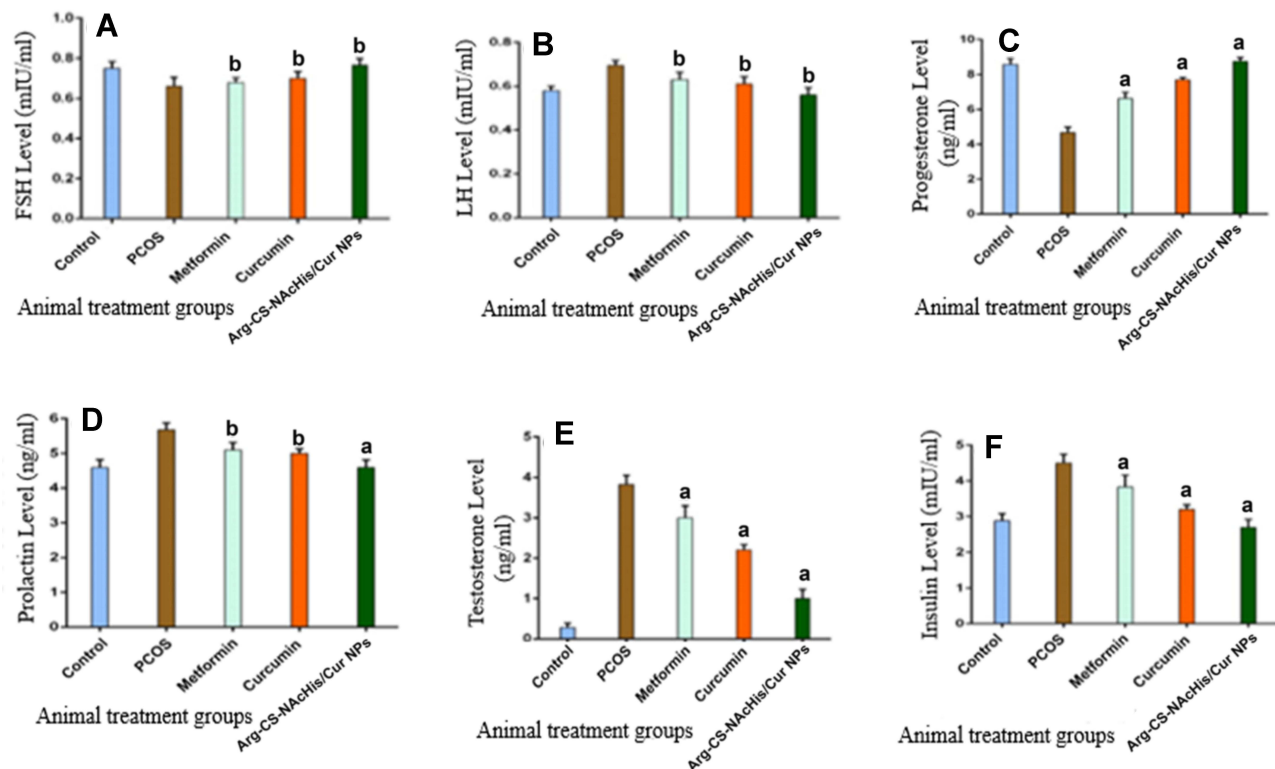 A
FSH Level (mIU/ml)
1.0
0.8
0.6
0.4
0.2
0.0
b
b
b
Control
PCOS
Metformin
Curcumin
Arg-CS-NAcHis/Cur NPs
Animal treatment groups
B
LH Level (mIU/ml)
0.8
0.6
0.4
0.2
0.0
b
b
b
Control
PCOS
Metformin
Curcumin
Arg-CS-NAcHis/Cur NPs
Animal treatment groups
C
Progesterone Level
(ng/ml)
10
8
6
4
2
0
a
a
a
Control
PCOS
Metformin
Curcumin
Arg-CS-NAcHis/Cur NPs
Animal treatment groups
D
Prolactin Level (ng/ml)
6
5
4
3
2
1
0
b
b
a
Control
PCOS
Metformin
Curcumin
Arg-CS-NAcHis/Cur NPs
Animal treatment groups
E
Testosterone Level
(ng/ml)
5
4
3
2
1
0
a
a
a
Control
PCOS
Metformin
Curcumin
Arg-CS-NAcHis/Cur NPs
Animal treatment groups
F
Insulin Level (mIU/ml)
5
4
3
2
1
0
a
a
a
Control
PCOS
Metformin
Curcumin
Arg-CS-NAcHis/Cur NPs
Animal treatment groups